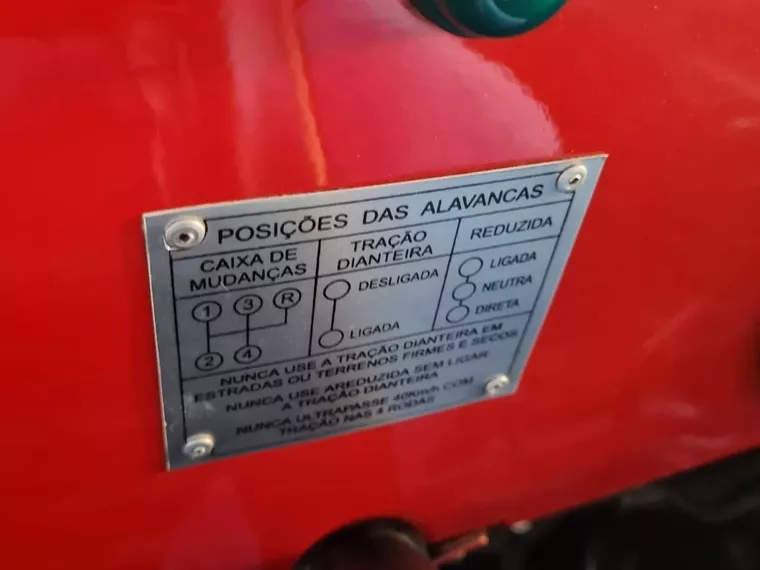 POSIÇÕES DAS ALAVANCAS
CAIXA DE
MUDANÇAS
1 3 R
2 4
TRAÇÃO
DIANTEIRA
DESLIGADA
LIGADA
REDUZIDA
LIGADA
NEUTRA
DIRETA
NUNCA USE A TRAÇÃO DIANTEIRA EM
ESTRADAS OU TERRENOS FIRMES E SECOS
NUNCA USE AREDUZIDA SEM LIGAR
A TRAÇÃO DIANTEIRA
NUNCA ULTRAPASSE 40Km/h COM
TRAÇÃO NAS 4 RODAS